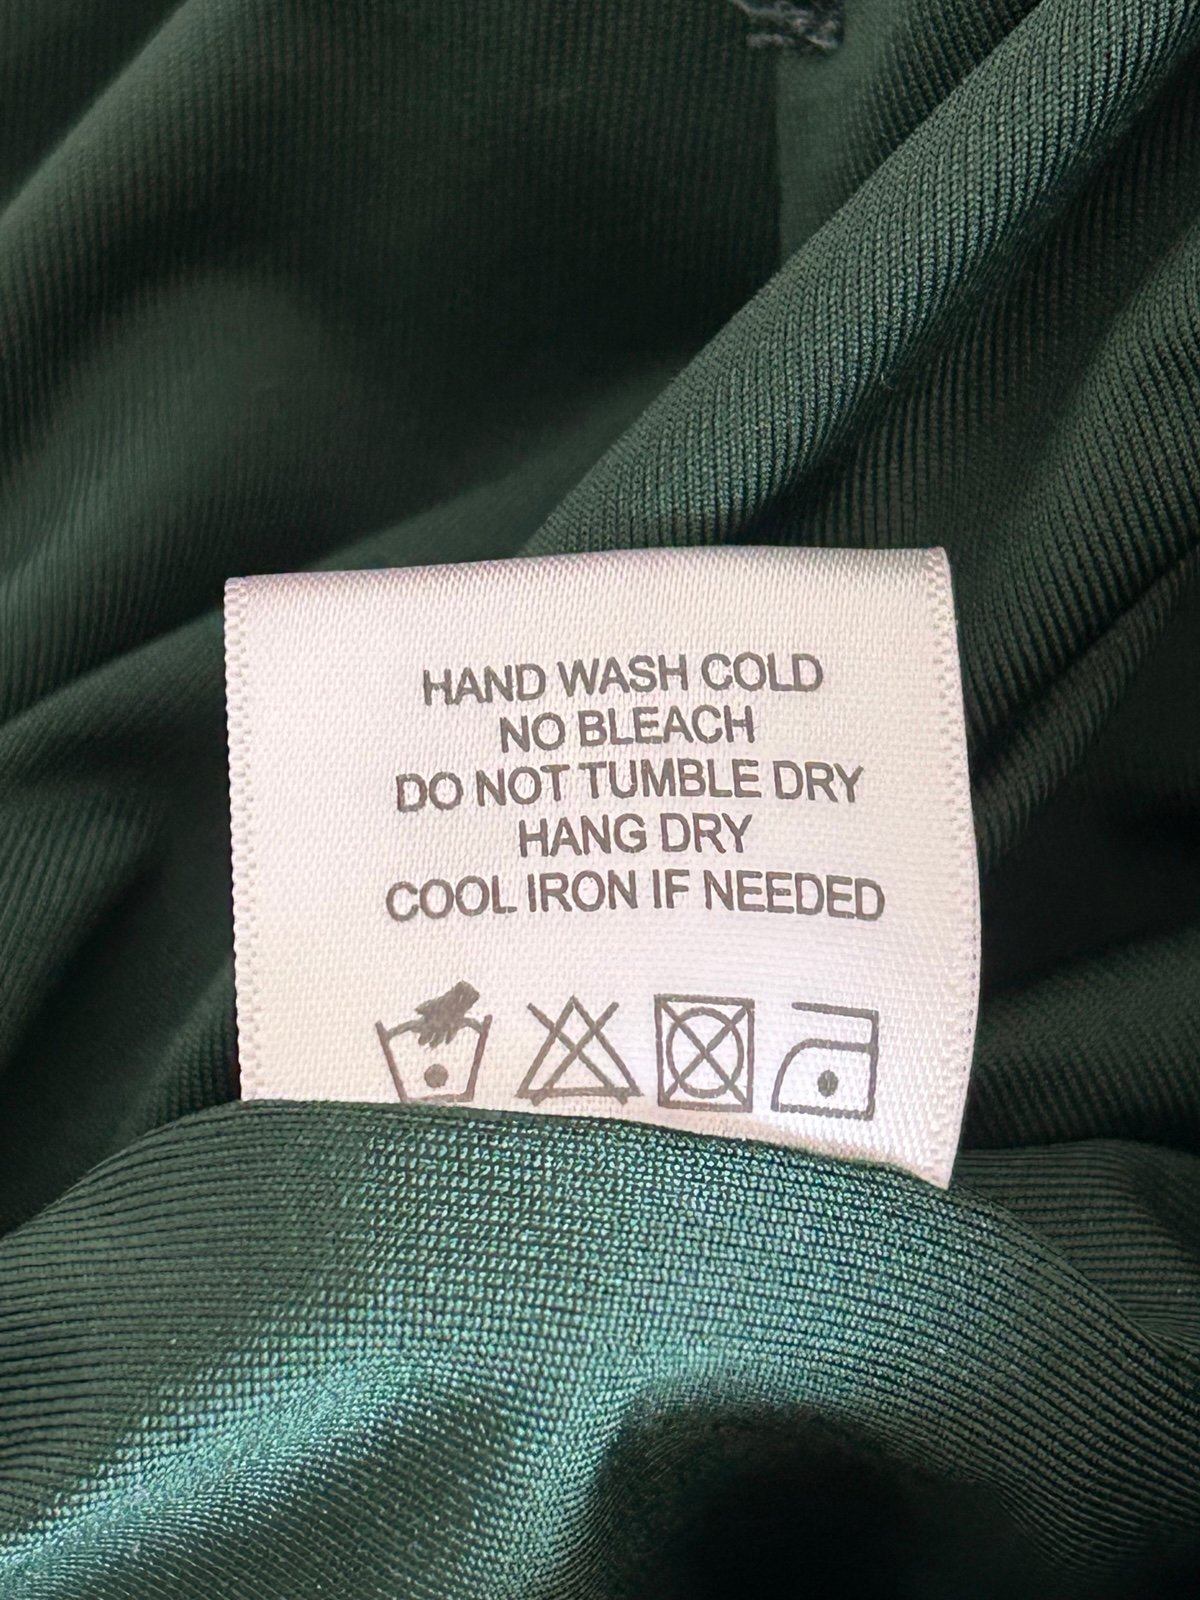 HAND WASH COLD
NO BLEACH
DO NOT TUMBLE DRY
HANG DRY
COOL IRON IF NEEDED